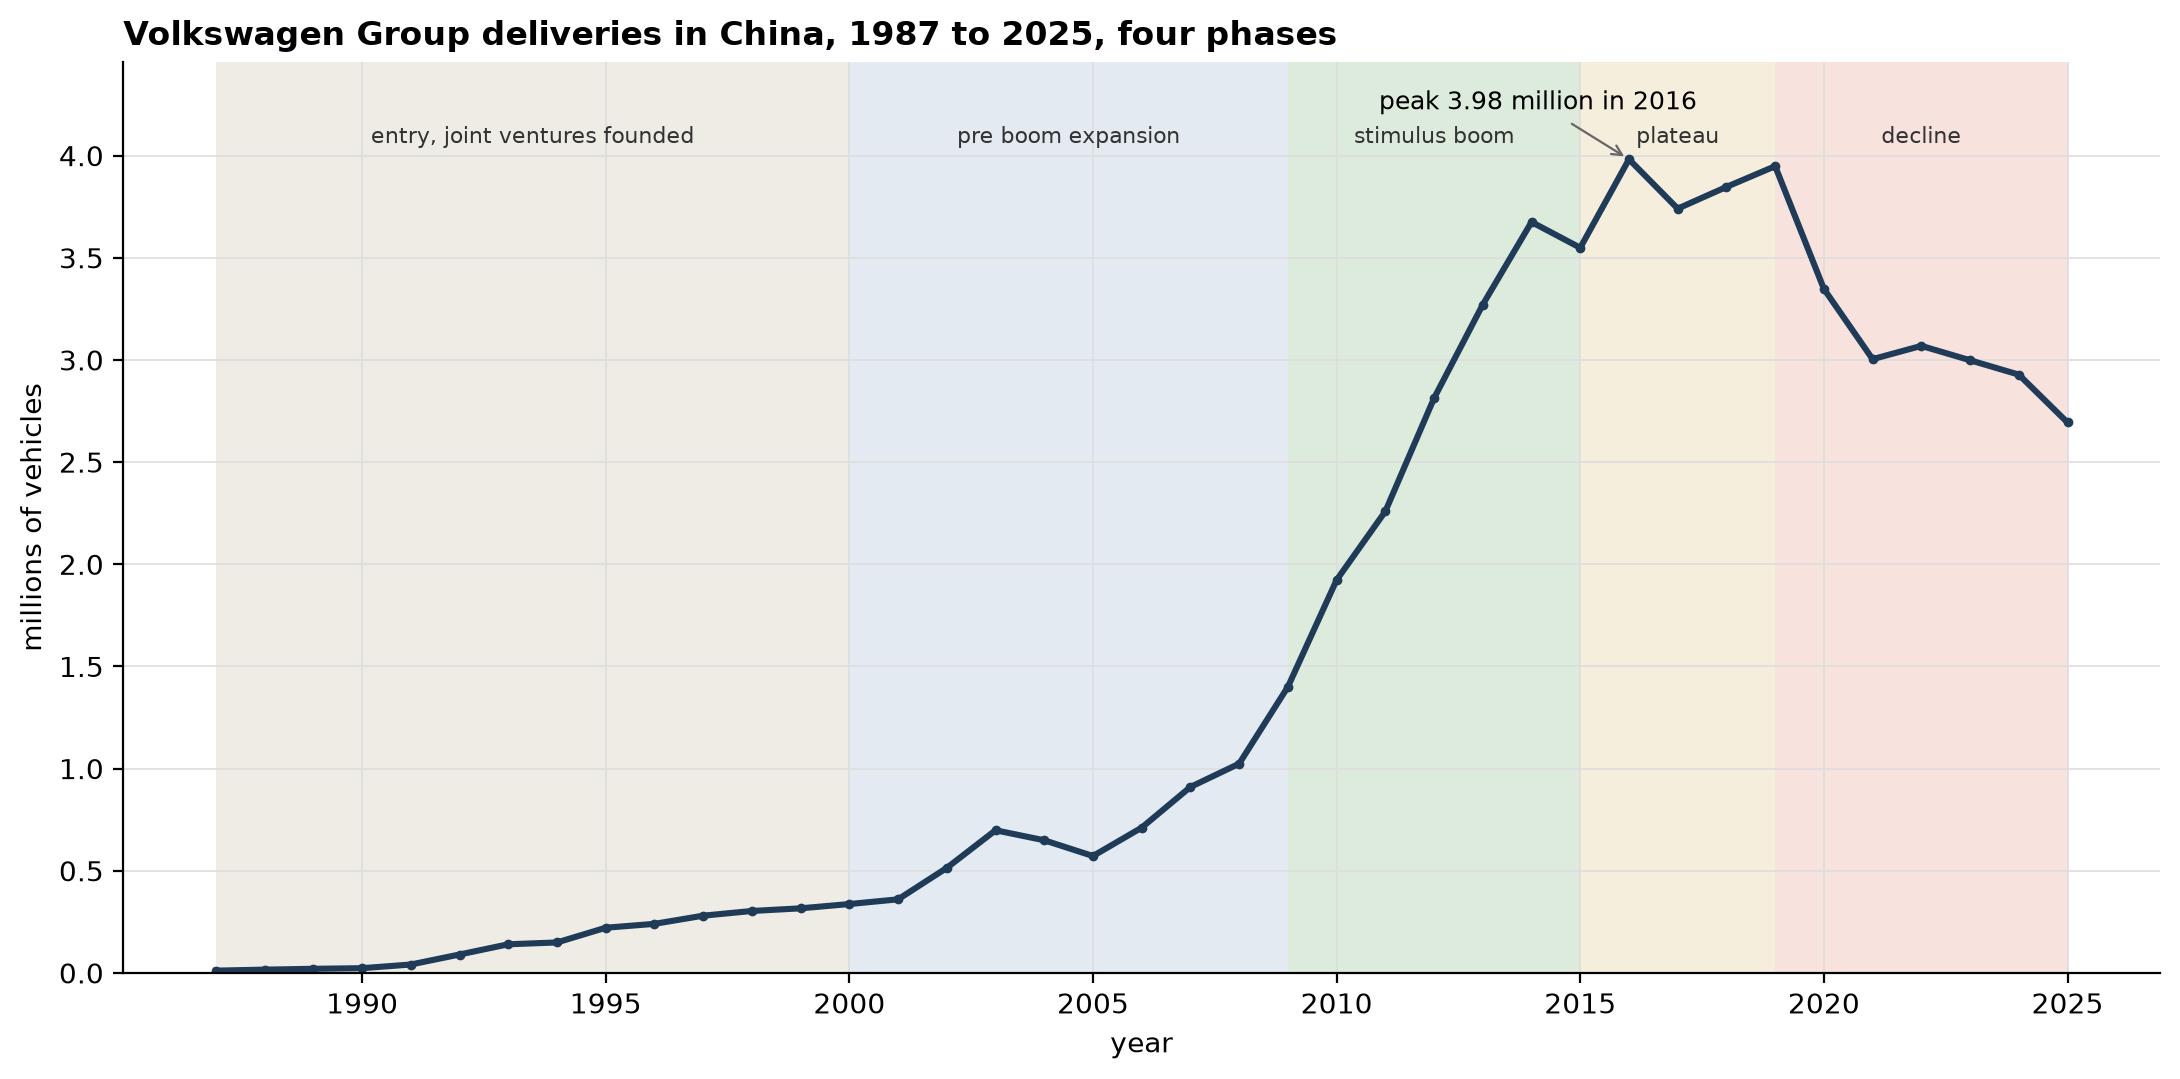 Volkswagen Group deliveries in China, 1987 to 2025, four phases
peak 3.98 million in 2016
entry, joint ventures founded
pre boom expansion
stimulus boom
plateau
decline
millions of vehicles
4.0
3.5
3.0
2.5
2.0
1.5
1.0
0.5
0.0
1990
1995
2000
2005
2010
2015
2020
2025
year